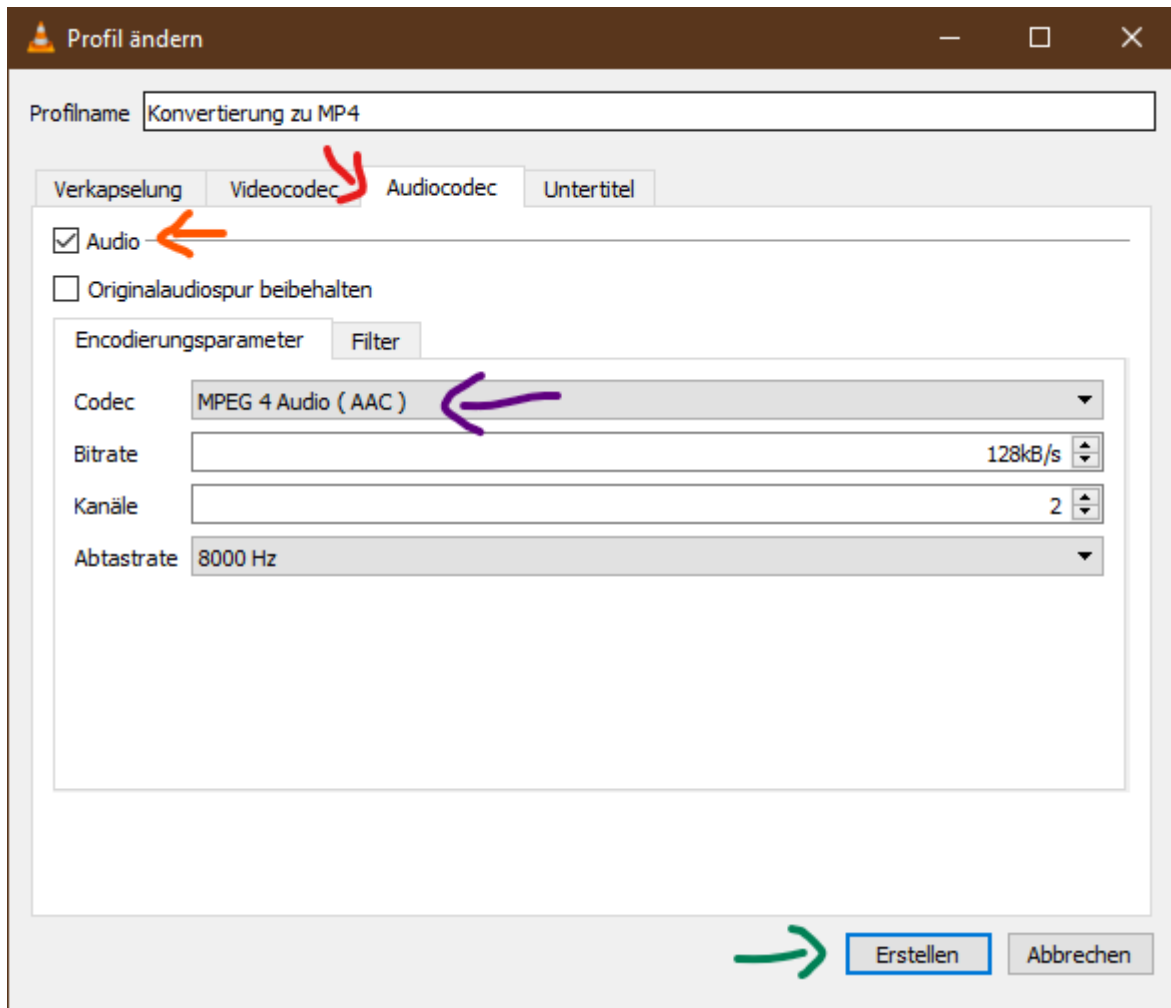 Profil ändern
Profilname Konvertierung zu MP4
Verkapselung Videocodec Audiocodec Untertitel
Audio
Originalaudiospur beibehalten
Encodierungsparameter Filter
Codec MPEG 4 Audio ( AAC )
Bitrate 128kB/s
Kanäle 2
Abtastrate 8000 Hz
Erstellen Abbrechen